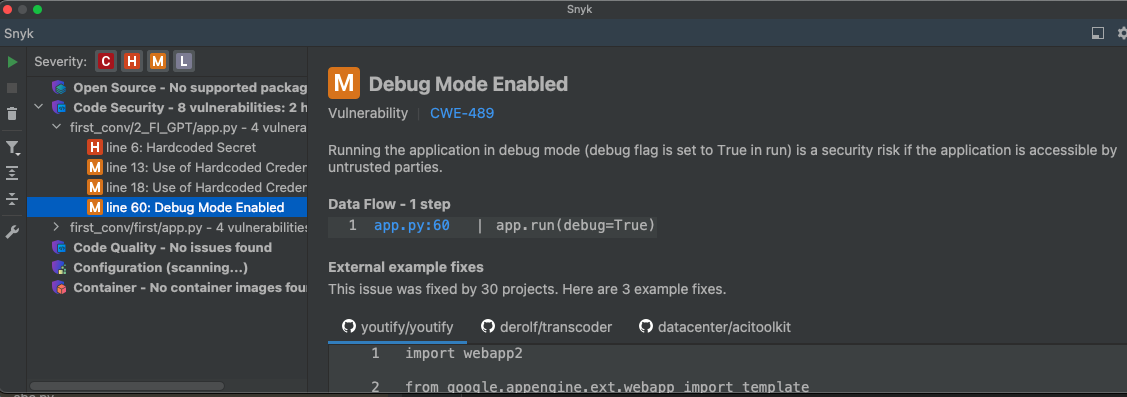 Snyk
Snyk
Severity: C H M L
Open Source - No supported packag
Code Security - 8 vulnerabilities: 2 h
first_conv/2_FI_GPT/app.py - 4 vulnera
H line 6: Hardcoded Secret
M line 13: Use of Hardcoded Creder
M line 18: Use of Hardcoded Creder
M line 60: Debug Mode Enabled
first_conv/first/app.py - 4 vulnerabilities
Code Quality - No issues found
Configuration (scanning...)
Container - No container images foun
M Debug Mode Enabled
Vulnerability | CWE-489
Running the application in debug mode (debug flag is set to True in run) is a security risk if the application is accessible by
untrusted parties.
Data Flow - 1 step
1 app.py:60 | app.run(debug=True)
External example fixes
This issue was fixed by 30 projects. Here are 3 example fixes.
youtify/youtify derolf/transcoder datacenter/acitoolkit
1 import webapp2
2 from google.appengine.ext.webapp import template